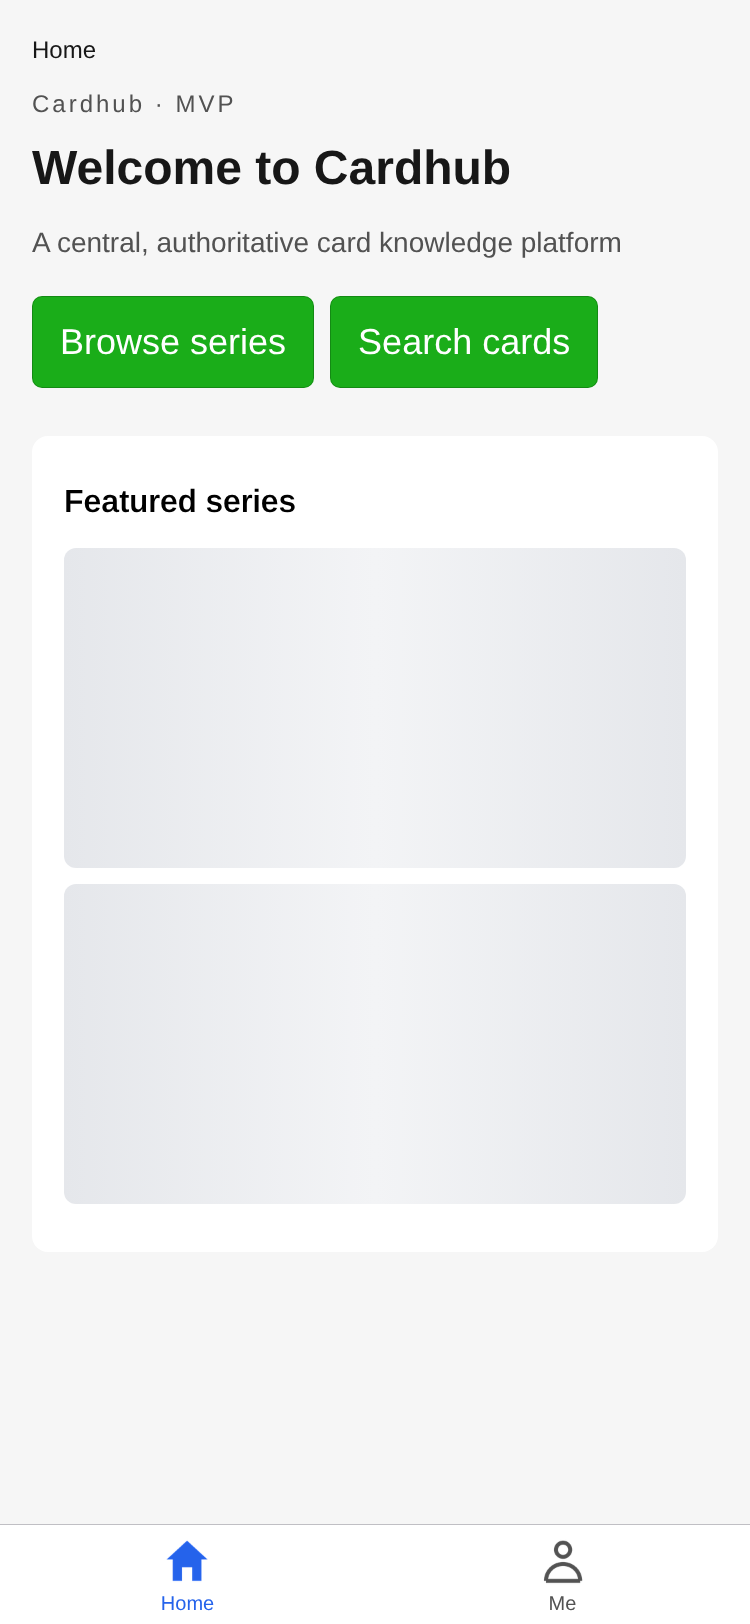 Home
Cardhub · MVP
Welcome to Cardhub
A central, authoritative card knowledge platform
Browse series
Search cards
Featured series
Home
Me